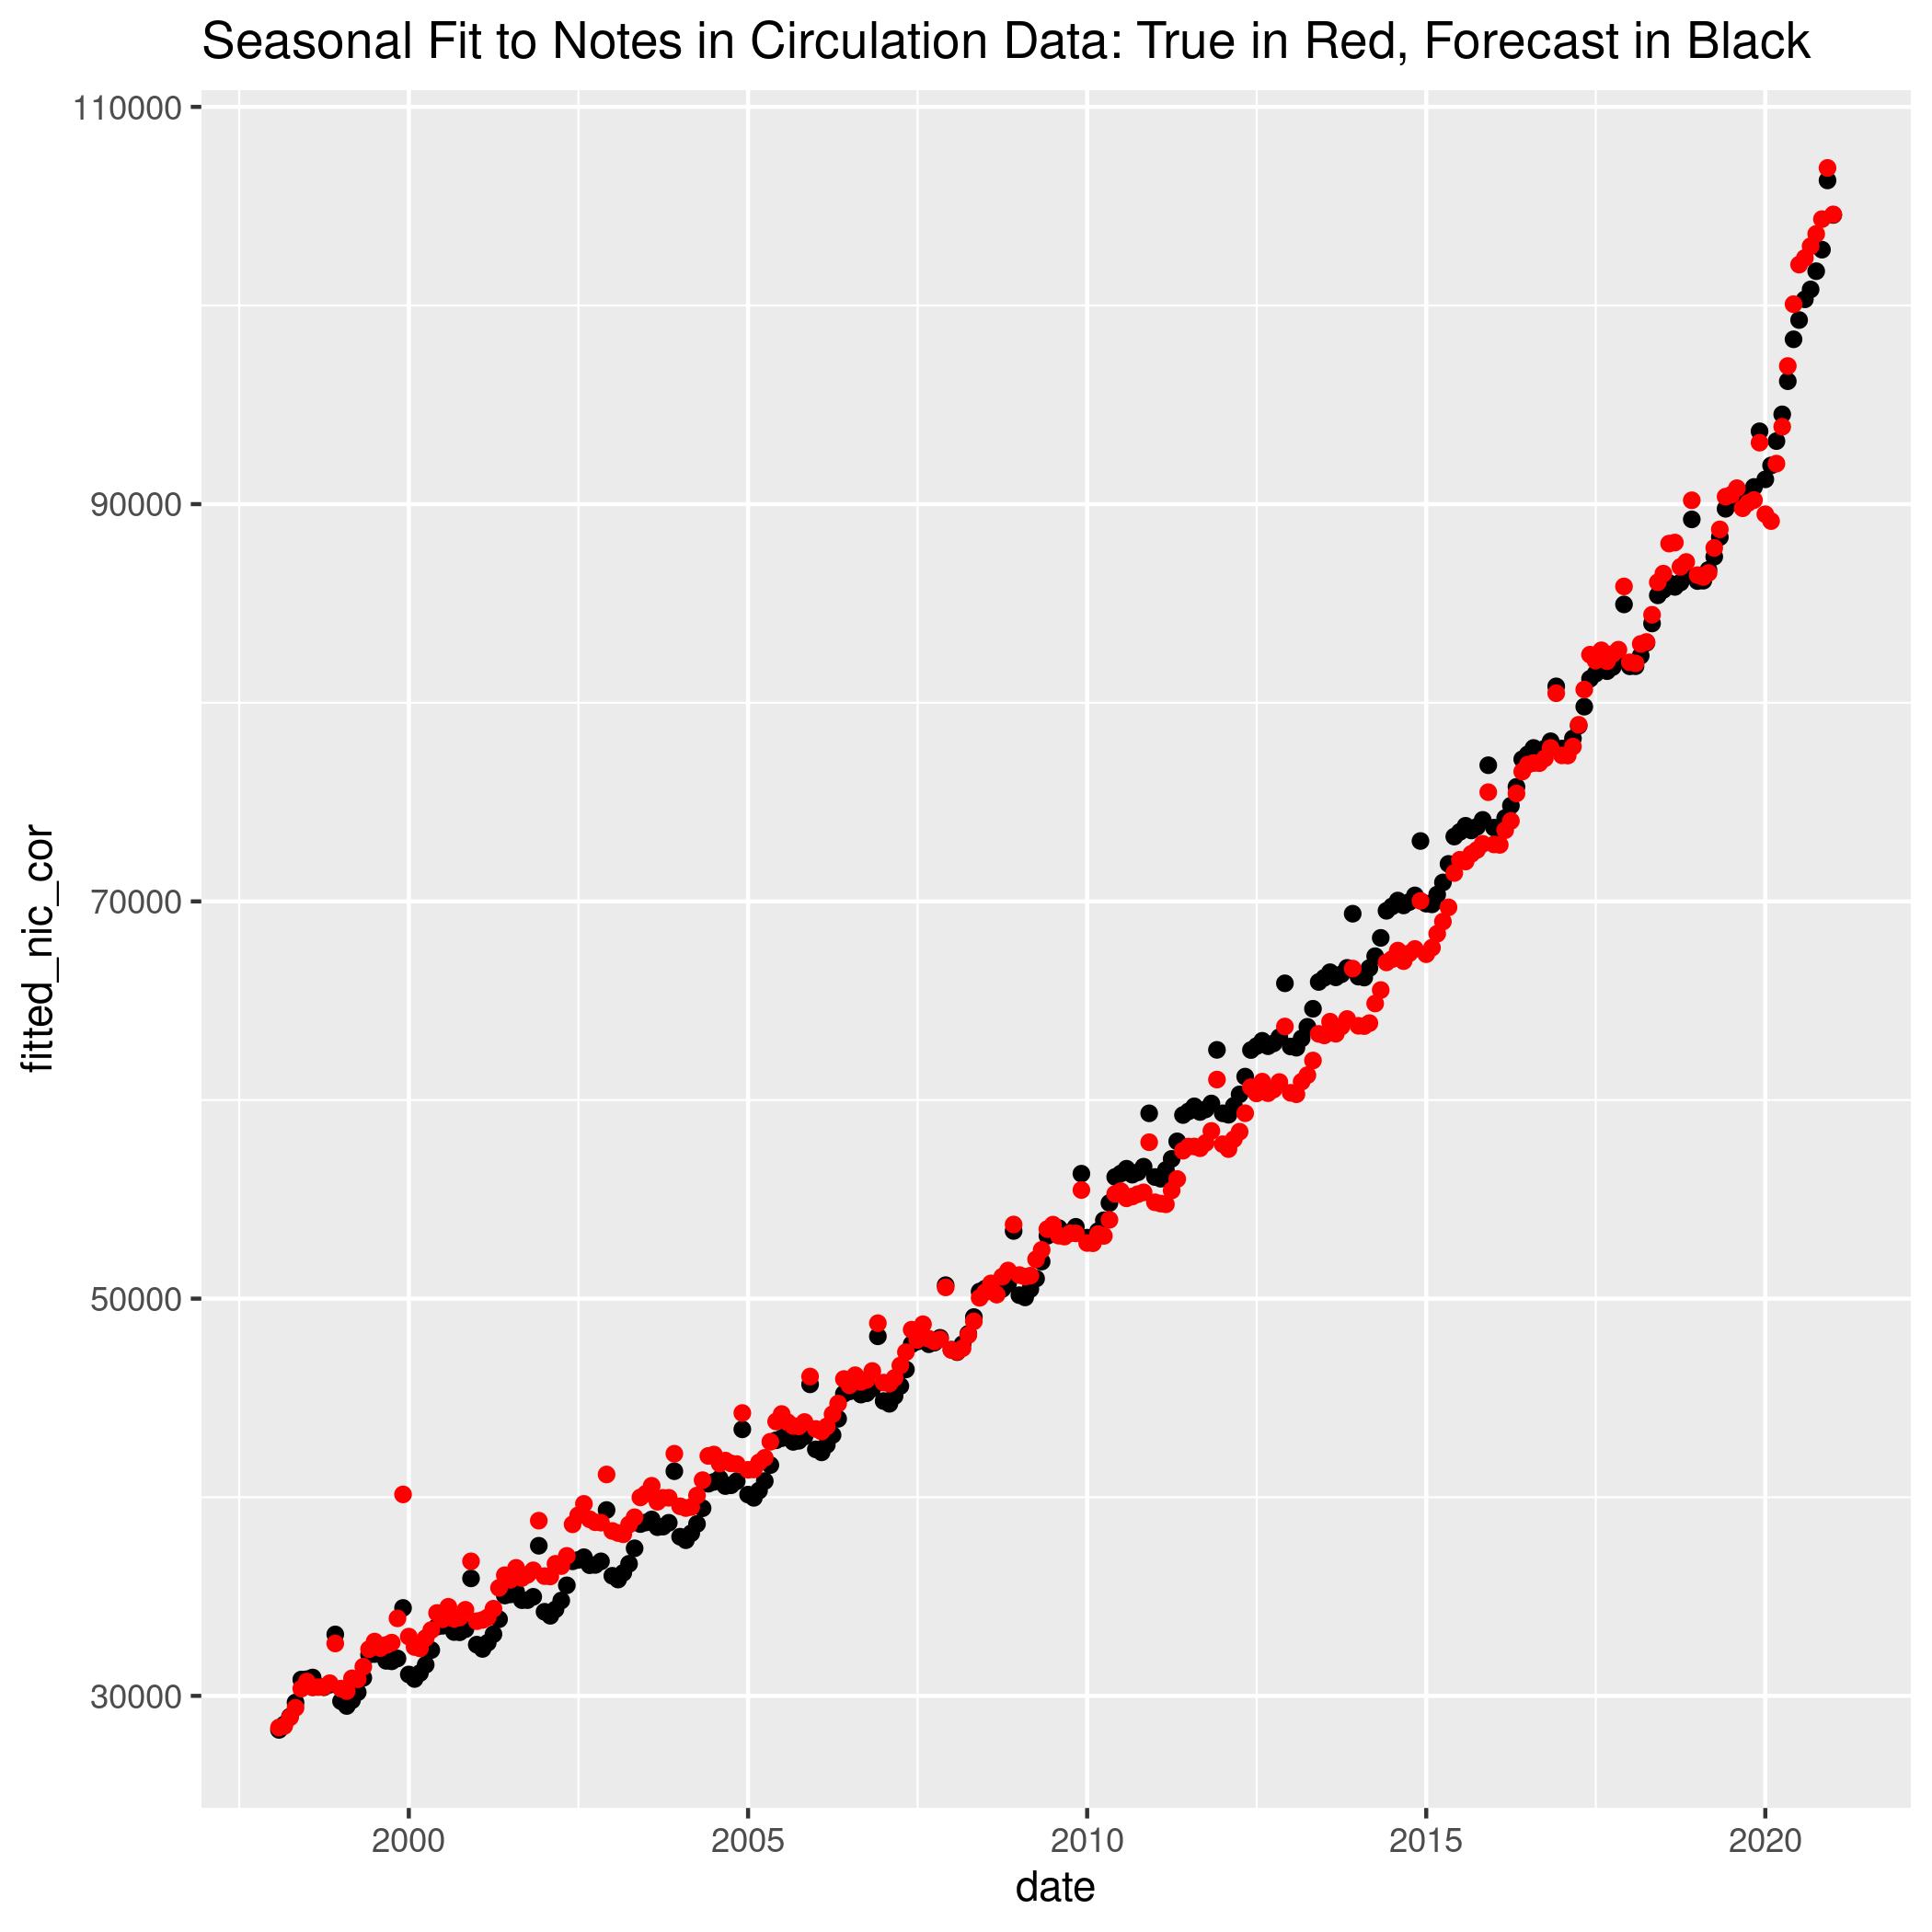 Seasonal Fit to Notes in Circulation Data: True in Red, Forecast in Black
110000
90000
70000
50000
30000
fitted_nic_cor
2000 2005 2010 2015 2020
date